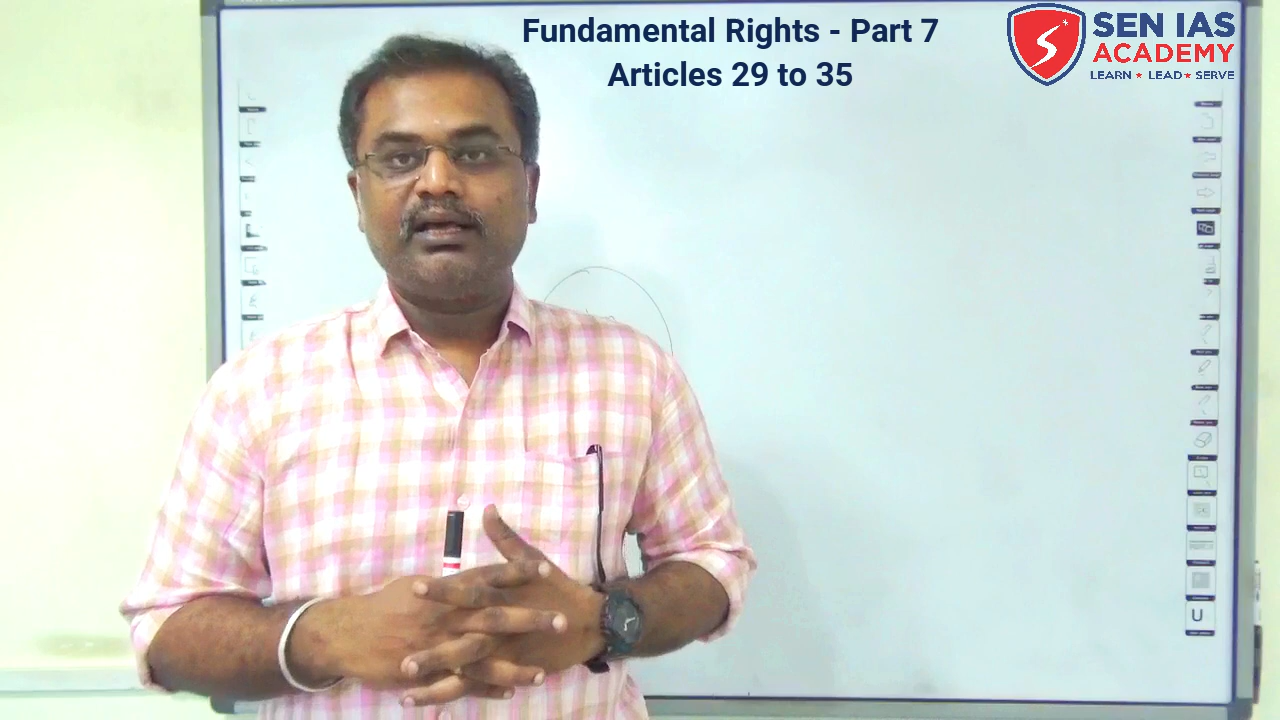 Fundamental Rights - Part 7
Articles 29 to 35
SEN IAS
ACADEMY
LEARN ★ LEAD ★ SERVE
U